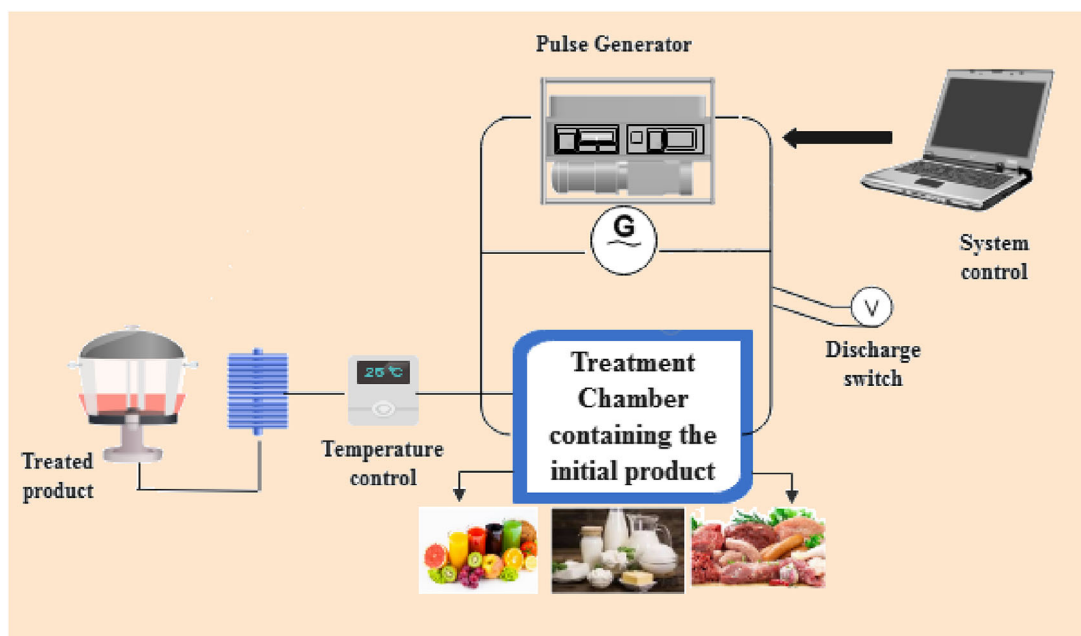 Pulse Generator
G
System
control
V
Discharge
switch
Treatment
Chamber
containing the
initial product
25 °C
Temperature
control
Treated
product